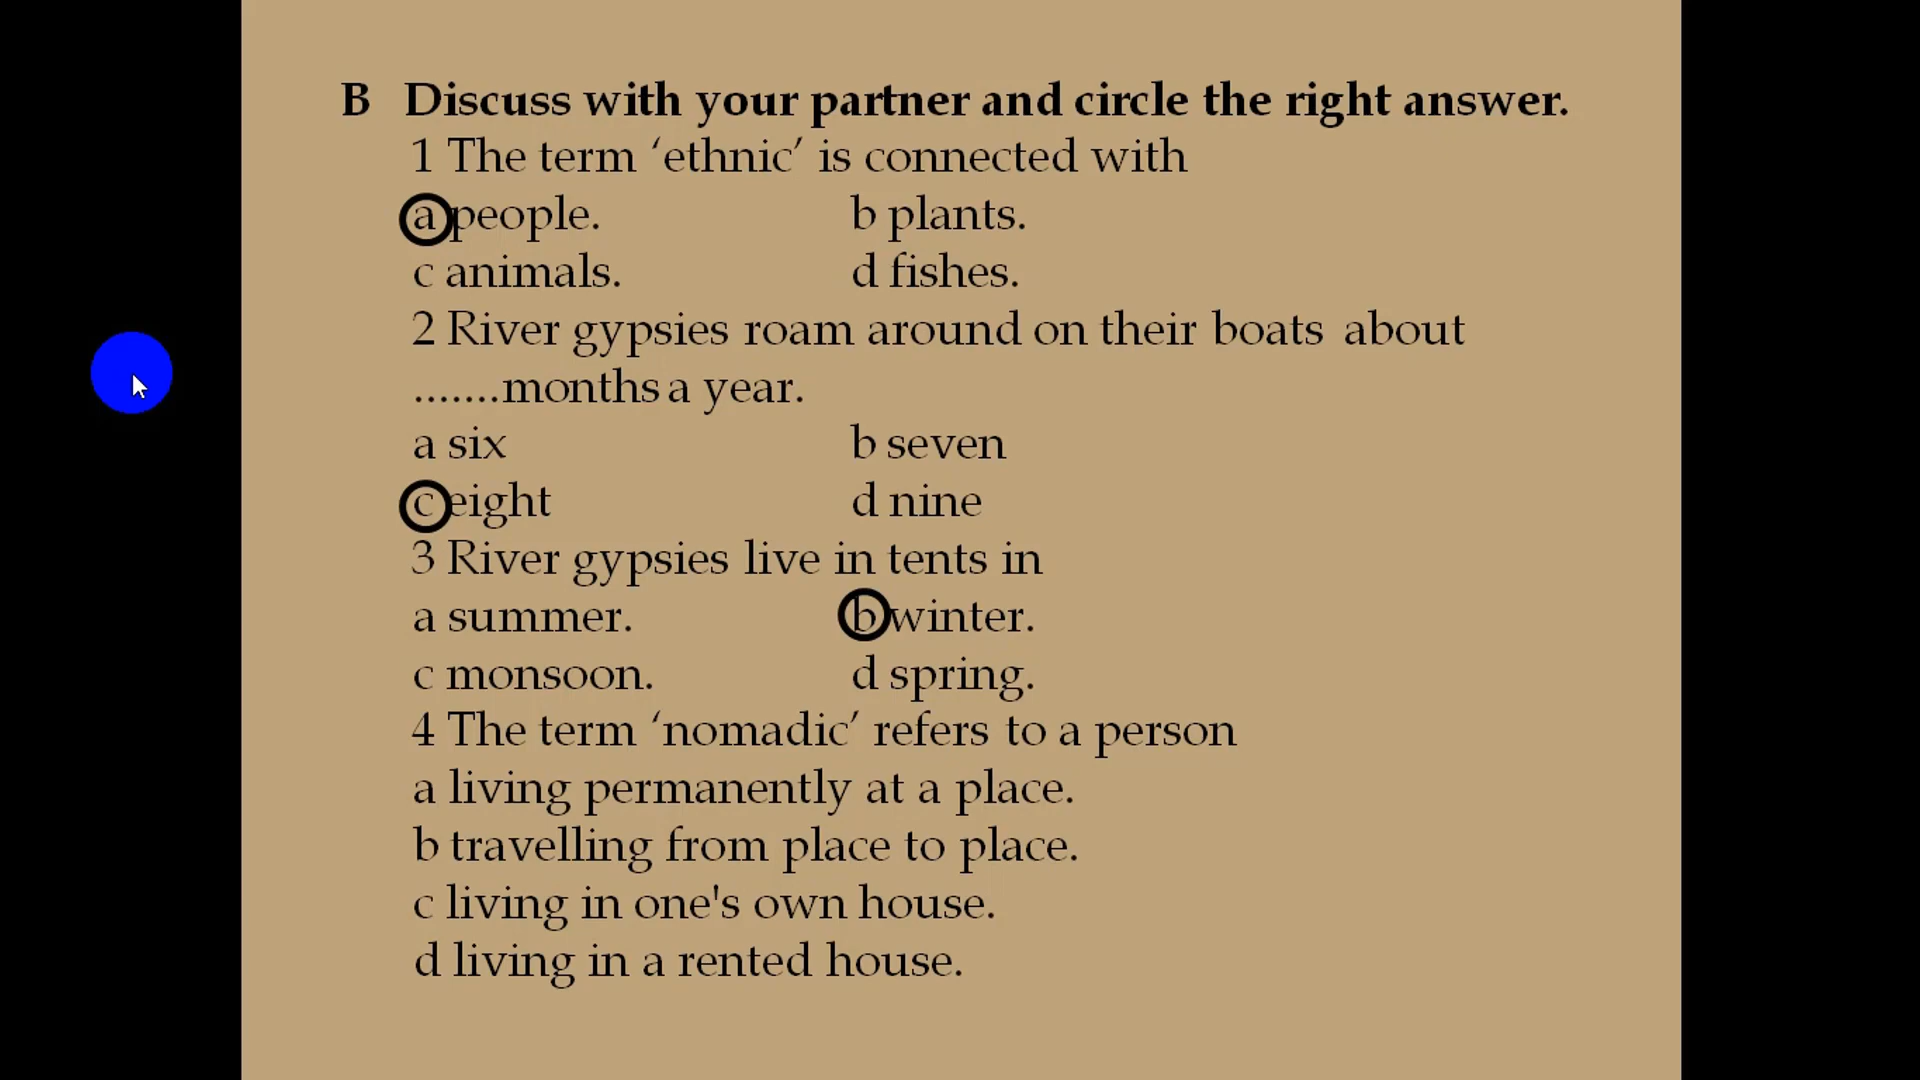 B Discuss with your partner and circle the right answer.
1 The term ‘ethnic’ is connected with
a people. b plants.
c animals. d fishes.
2 River gypsies roam around on their boats about
.......months a year.
a six b seven
c eight d nine
3 River gypsies live in tents in
a summer. b winter.
c monsoon. d spring.
4 The term ‘nomadic’ refers to a person
a living permanently at a place.
b travelling from place to place.
c living in one's own house.
d living in a rented house.